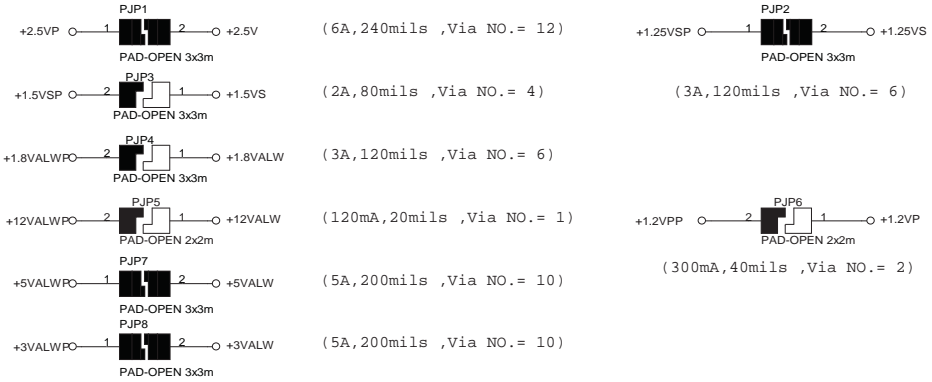 PJP1
+2.5VP 1 2 +2.5V (6A,240mils ,Via NO.= 12)
PAD-OPEN 3x3m
PJP2
+1.25VSP 1 2 +1.25VS
PAD-OPEN 3x3m
(3A,120mils ,Via NO.= 6)
PJP3
+1.5VSP 2 1 +1.5VS (2A,80mils ,Via NO.= 4)
PAD-OPEN 3x3m
PJP4
+1.8VALWP 2 1 +1.8VALW (3A,120mils ,Via NO.= 6)
PAD-OPEN 3x3m
PJP5
+12VALWP 2 1 +12VALW (120mA,20mils ,Via NO.= 1)
PAD-OPEN 2x2m
PJP6
+1.2VPP 2 1 +1.2VP
PAD-OPEN 2x2m
(300mA,40mils ,Via NO.= 2)
PJP7
+5VALWP 1 2 +5VALW (5A,200mils ,Via NO.= 10)
PAD-OPEN 3x3m
PJP8
+3VALWP 1 2 +3VALW (5A,200mils ,Via NO.= 10)
PAD-OPEN 3x3m